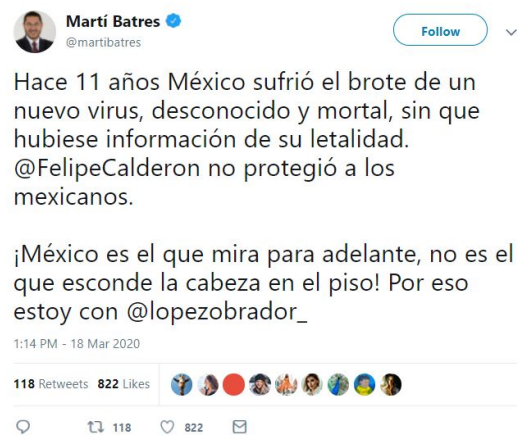 Martí Batres
@martibatres
Follow
Hace 11 años México sufrió el brote de un
nuevo virus, desconocido y mortal, sin que
hubiese información de su letalidad.
@FelipeCalderon no protegió a los
mexicanos.
¡México es el que mira para adelante, no es el
que esconde la cabeza en el piso! Por eso
estoy con @lopezobrador_
1:14 PM - 18 Mar 2020
118 Retweets 822 Likes
118 822